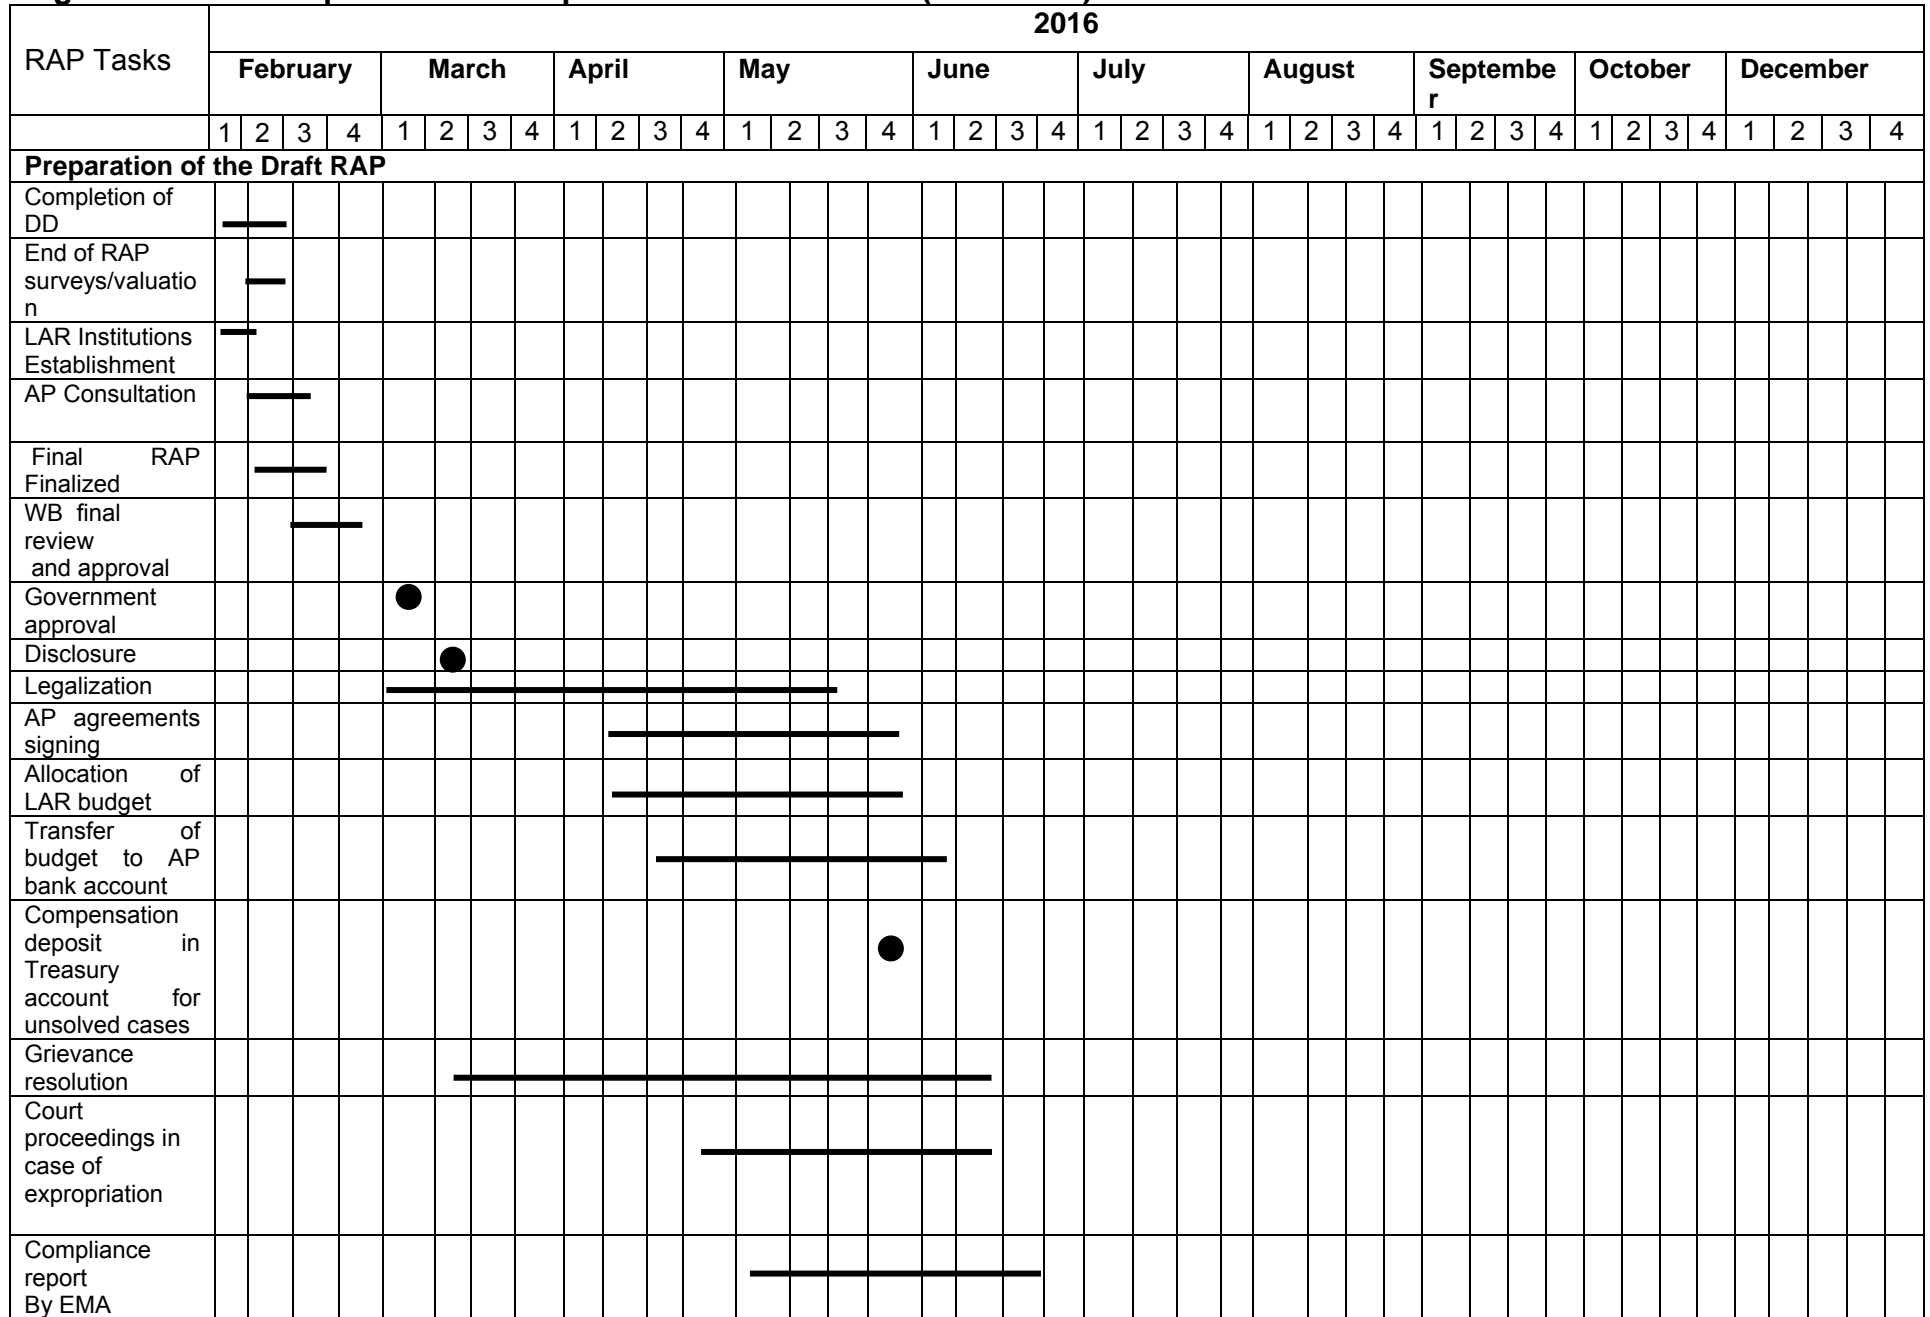 2016
RAP Tasks
February March April May June July August Septembe October December
r
1 2 3 4 1 2 3 4 1 2 3 4 1 2 3 4 1 2 3 4 1 2 3 4 1 2 3 4 1 2 3 4 1 2 3 4 1 2 3 4
Preparation of the Draft RAP
Completion of
DD
End of RAP
surveys/valuatio
n
LAR Institutions
Establishment
AP Consultation
Final RAP
Finalized
WB final
review
and approval
Government
approval
Disclosure
Legalization
AP agreements
signing
Allocation of
LAR budget
Transfer of
budget to AP
bank account
Compensation
deposit in
Treasury
account for
unsolved cases
Grievance
resolution
Court
proceedings in
case of
expropriation
Compliance
report
By EMA